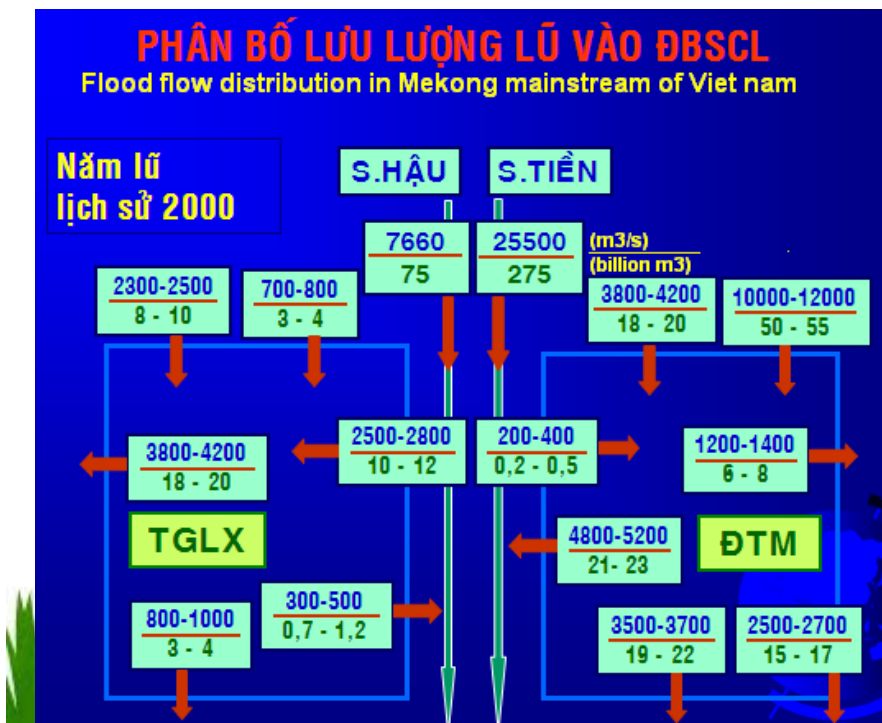 PHÂN BỐ LƯU LƯỢNG LŨ VÀO ĐBSCL
Flood flow distribution in Mekong mainstream of Viet nam
Năm lũ
lịch sử 2000
S.HẬU
S.TIỀN
7660
75
25500
275
(m3/s)
(billion m3)
2300-2500
8 - 10
700-800
3 - 4
3800-4200
18 - 20
10000-12000
50 - 55
3800-4200
18 - 20
2500-2800
10 - 12
200-400
0,2 - 0,5
1200-1400
6 - 8
TGLX
4800-5200
21- 23
ĐTM
800-1000
3 - 4
300-500
0,7 - 1,2
3500-3700
19 - 22
2500-2700
15 - 17